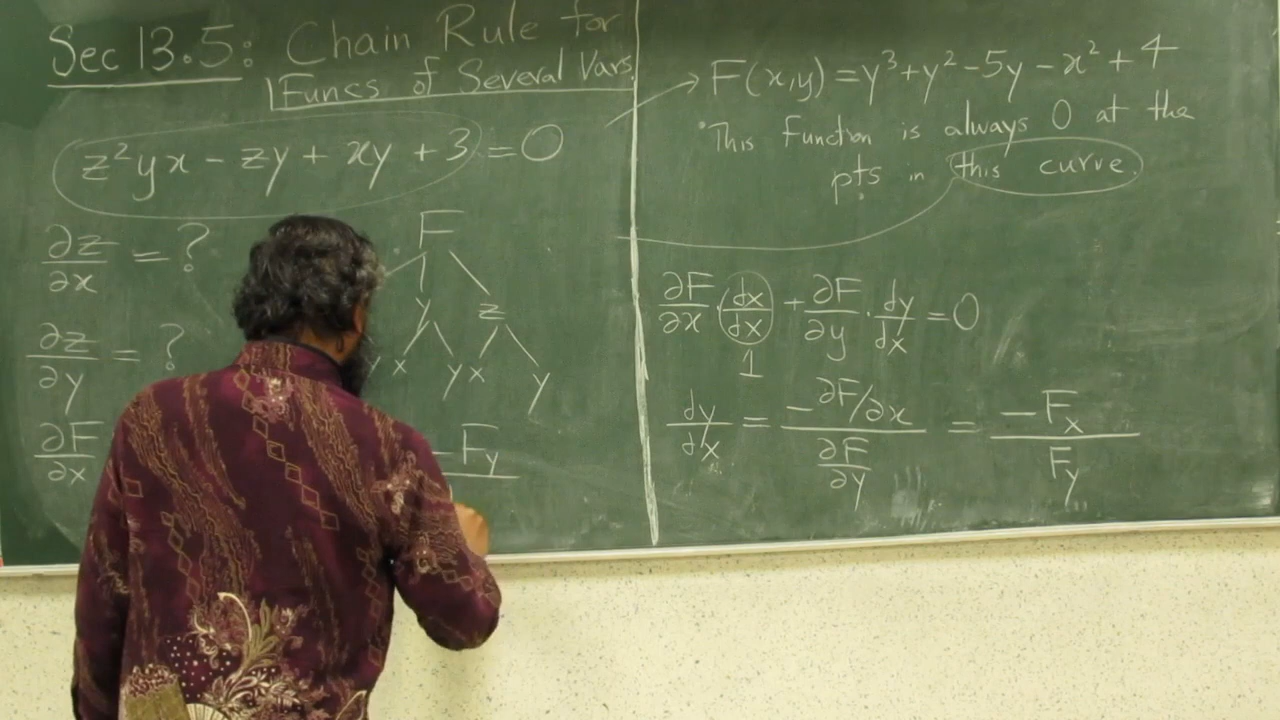 Sec 13.5: Chain Rule for
Funcs of Several Vars.
z²yx - zy + xy + 3 = 0
∂z/∂x = ?
∂z/∂y = ?
∂F/∂x
F
y z
x y x y
-Fy
F(x,y) = y³+y²-5y-x²+4
This Function is always 0 at the
pts in this curve.
∂F/∂x · dx/dx + ∂F/∂y · dy/dx = 0
1
dy/dx = -∂F/∂x / ∂F/∂y = -Fx / Fy